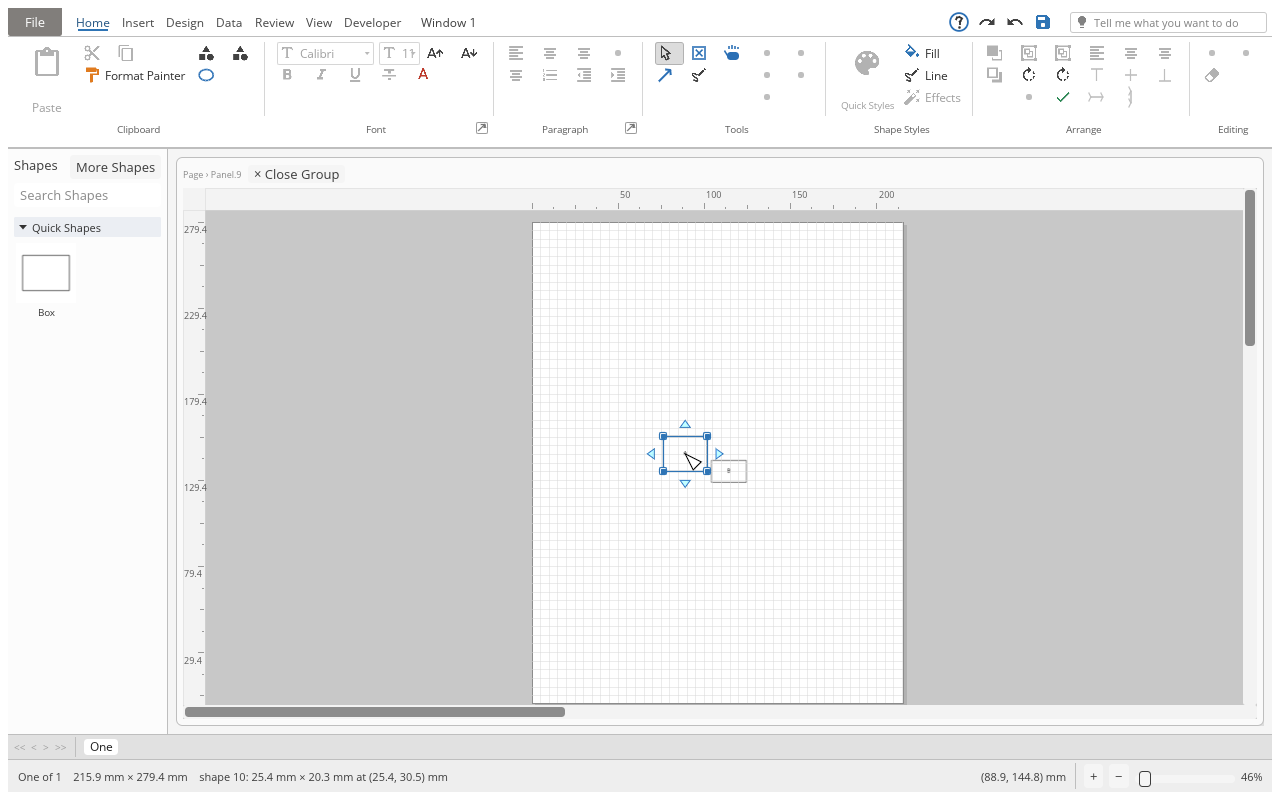 File Home Insert Design Data Review View Developer Window 1 Tell me what you want to do
Calibri 11
Format Painter
Paste
Clipboard
Font
Paragraph
Tools
Fill
Line
Effects
Quick Styles
Shape Styles
Arrange
Editing
Shapes More Shapes
Search Shapes
Quick Shapes
Box
Page › Panel.9 × Close Group
50 100 150 200
279.4
229.4
179.4
129.4
79.4
29.4
<< < > >> One
One of 1 215.9 mm × 279.4 mm shape 10: 25.4 mm × 20.3 mm at (25.4, 30.5) mm (88.9, 144.8) mm + − 46%